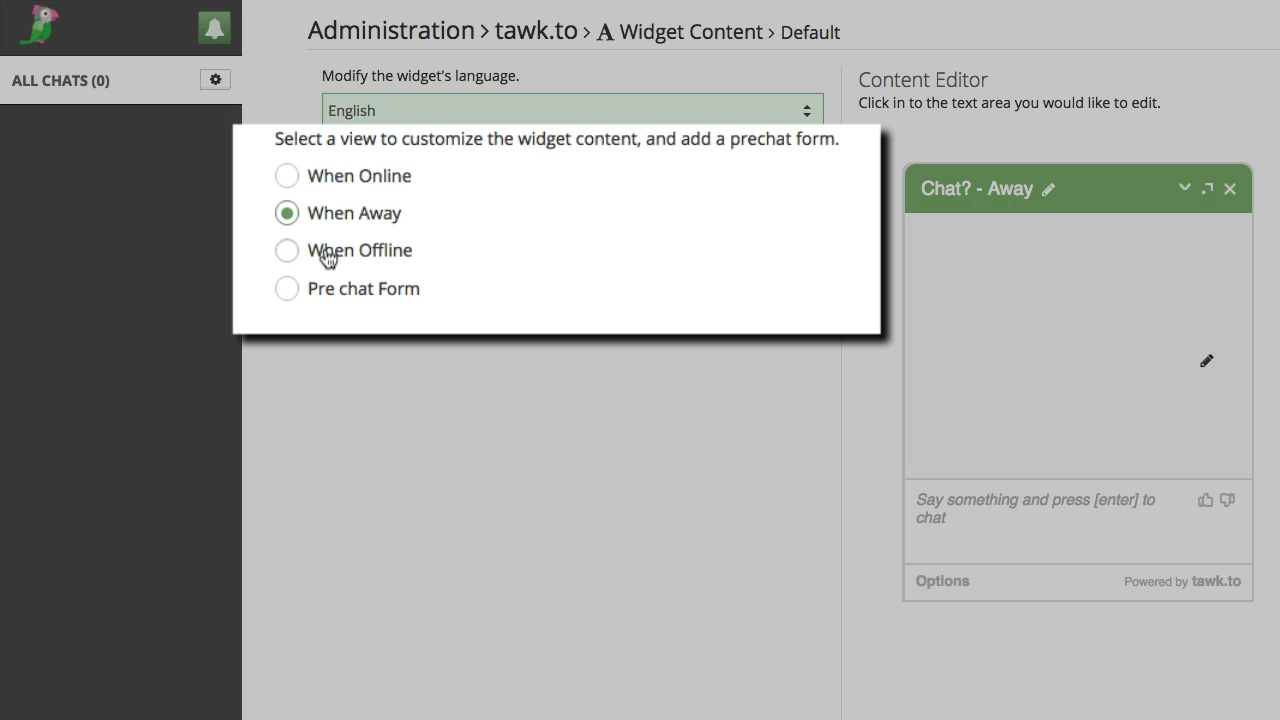 Administration > tawk.to > A Widget Content > Default
ALL CHATS (0)
Modify the widget's language.
English
Select a view to customize the widget content, and add a prechat form.
When Online
When Away
When Offline
Pre chat Form
Content Editor
Click in to the text area you would like to edit.
Chat? - Away
Say something and press [enter] to
chat
Options
Powered by tawk.to